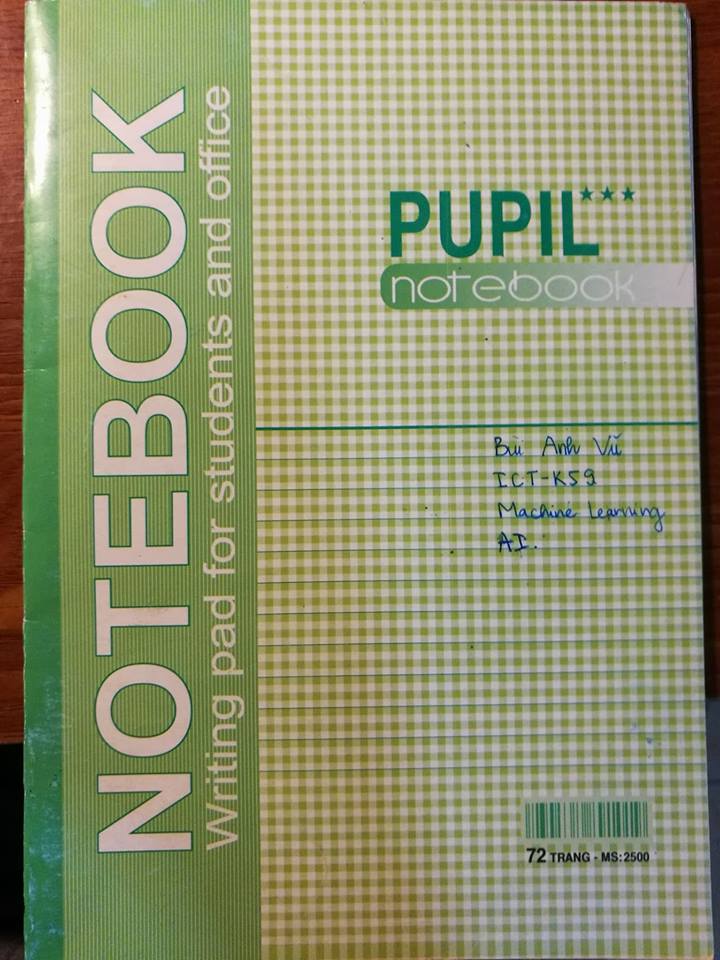 NOTEBOOK
Writing pad for students and office
PUPIL
notebook
Bùi Anh Vũ
ICT-K59
Machine Learning
AI.
72 TRANG - MS:2500